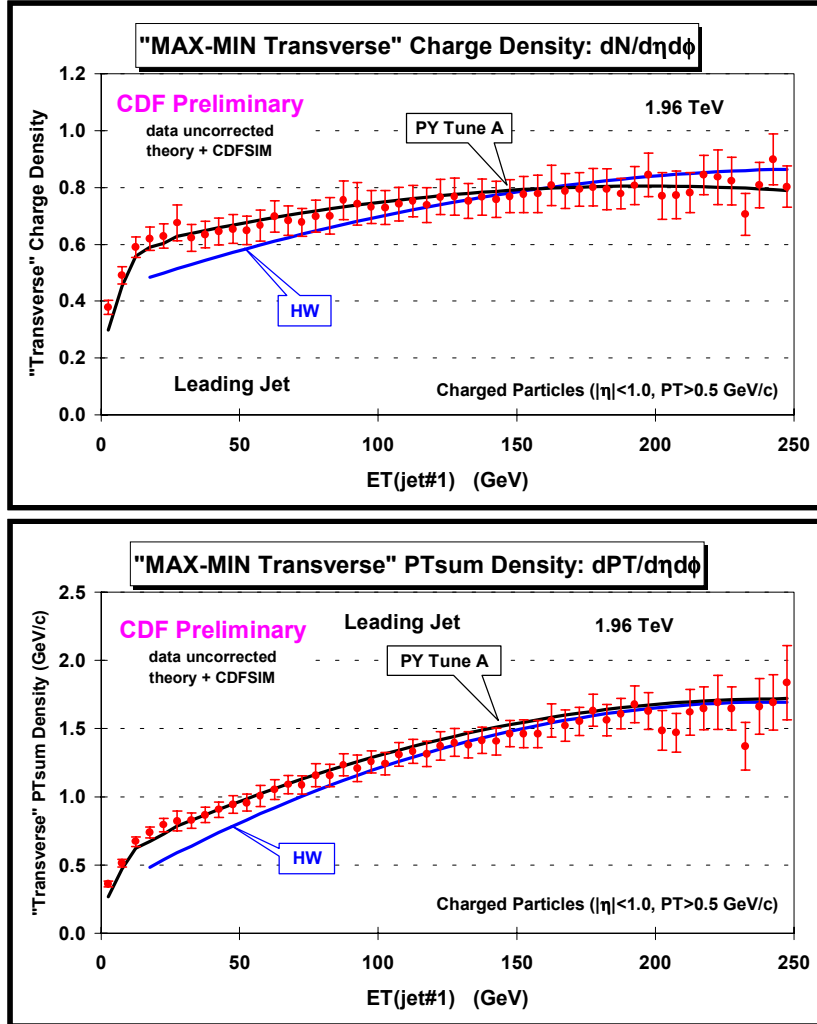 "MAX-MIN Transverse" Charge Density: dN/dηdϕ
1.2
1.0
0.8
0.6
0.4
0.2
0.0
"Transverse" Charge Density
CDF Preliminary
data uncorrected
theory + CDFSIM
1.96 TeV
PY Tune A
HW
Leading Jet
Charged Particles (|η|<1.0, PT>0.5 GeV/c)
0 50 100 150 200 250
ET(jet#1) (GeV)
"MAX-MIN Transverse" PTsum Density: dPT/dηdϕ
2.5
2.0
1.5
1.0
0.5
0.0
"Transverse" PTsum Density (GeV/c)
CDF Preliminary
data uncorrected
theory + CDFSIM
Leading Jet
1.96 TeV
PY Tune A
HW
Charged Particles (|η|<1.0, PT>0.5 GeV/c)
0 50 100 150 200 250
ET(jet#1) (GeV)